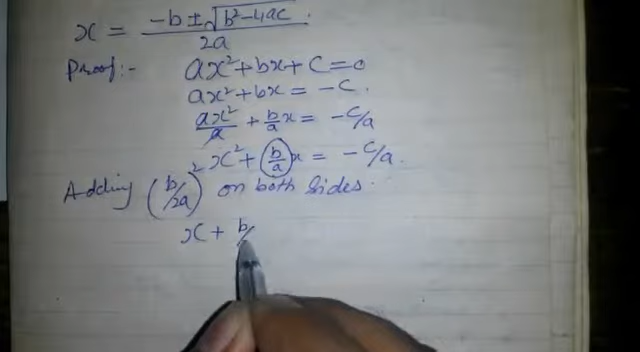 x = -b ± √b²-4ac / 2a.
Proof:- ax² + bx + c = 0
ax² + bx = -c.
ax²/a + b/a x = -c/a
x² + b/a x = -c/a.
Adding (b/2a)² on both sides.
x + b/